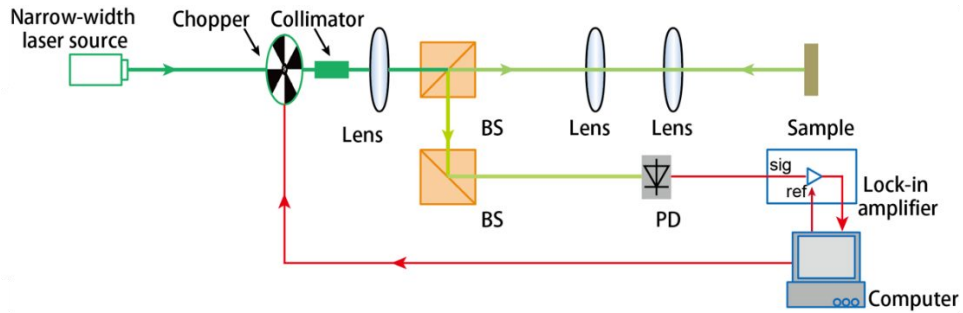 Narrow-width
laser source
Chopper
Collimator
Lens
BS
Lens
Lens
Sample
BS
PD
sig
ref
Lock-in
amplifier
Computer